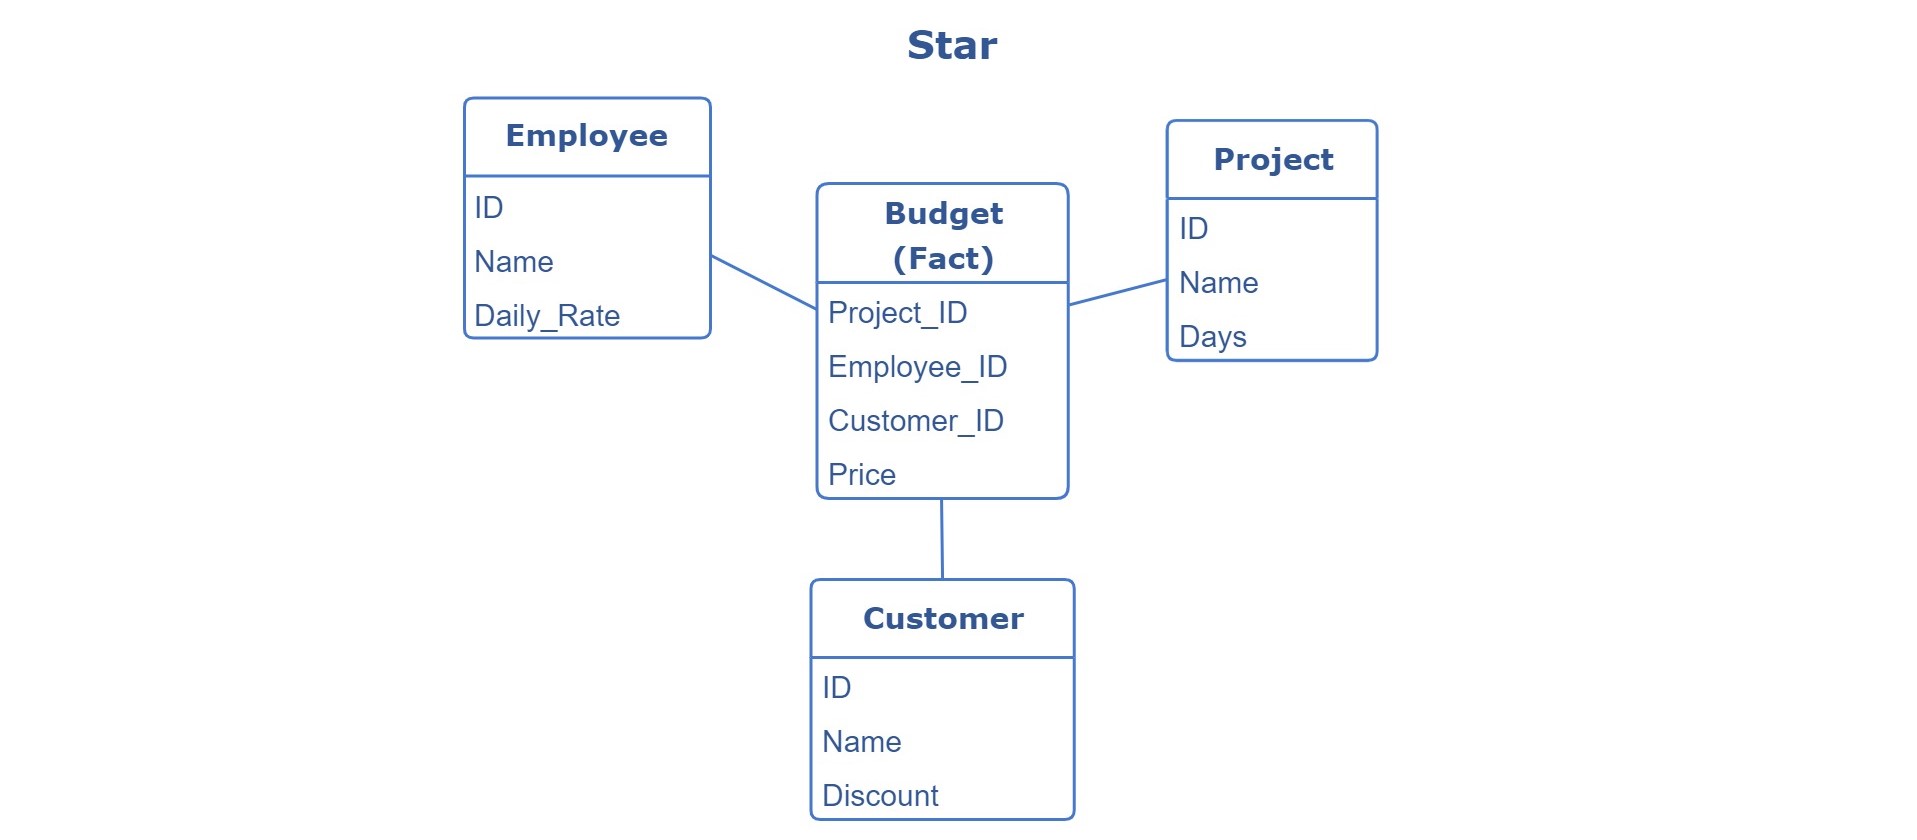 Star
Employee
ID
Name
Daily_Rate
Budget
(Fact)
Project_ID
Employee_ID
Customer_ID
Price
Project
ID
Name
Days
Customer
ID
Name
Discount